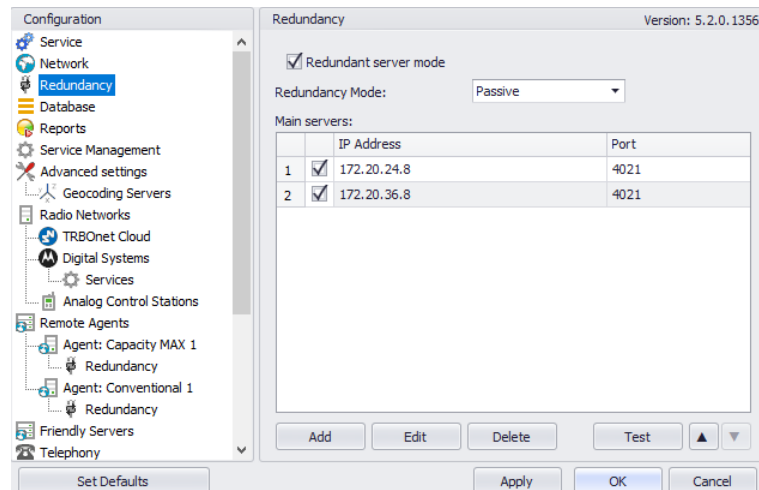 Configuration
Service
Network
Redundancy
Database
Reports
Service Management
Advanced settings
Geocoding Servers
Radio Networks
TRBOnet Cloud
Digital Systems
Services
Analog Control Stations
Remote Agents
Agent: Capacity MAX 1
Redundancy
Agent: Conventional 1
Redundancy
Friendly Servers
Telephony
Set Defaults
Redundancy Version: 5.2.0.1356
Redundant server mode
Redundancy Mode: Passive
Main servers:
IP Address Port
1 172.20.24.8 4021
2 172.20.36.8 4021
Add Edit Delete Test
Apply OK Cancel